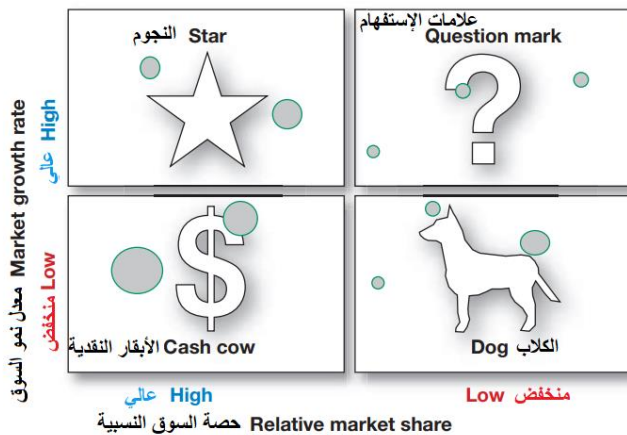 النجوم Star
علامات الإستفهام
Question mark
معدل نمو السوق Market growth rate
عالي High
منخفض Low
$
?
الأبقار النقدية Cash cow
الكلاب Dog
عالي High
منخفض Low
حصة السوق النسبية Relative market share